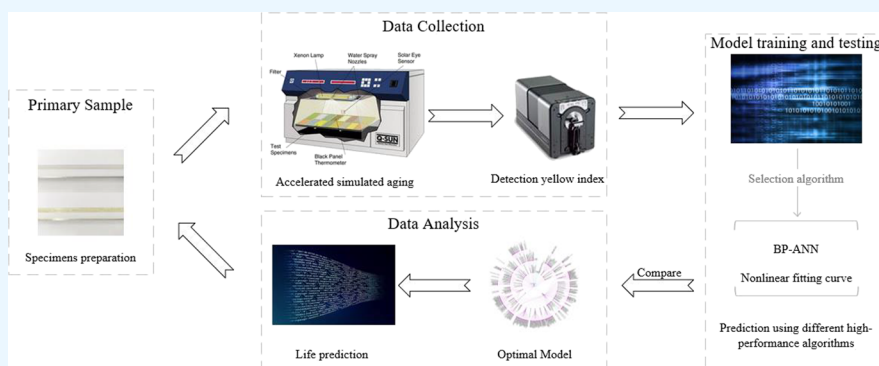 Primary Sample
Specimens preparation
Data Collection
Xenon Lamp
Water Spray
Nozzles
Solar Eye
Sensor
Filter
Q-SUN
Test
Specimens
Black Panel
Thermometer
Accelerated simulated aging
Detection yellow index
Model training and testing
Selection algorithm
BP-ANN
Nonlinear fitting curve
Prediction using different high-
performance algorithms
Compare
Data Analysis
Optimal Model
Life prediction